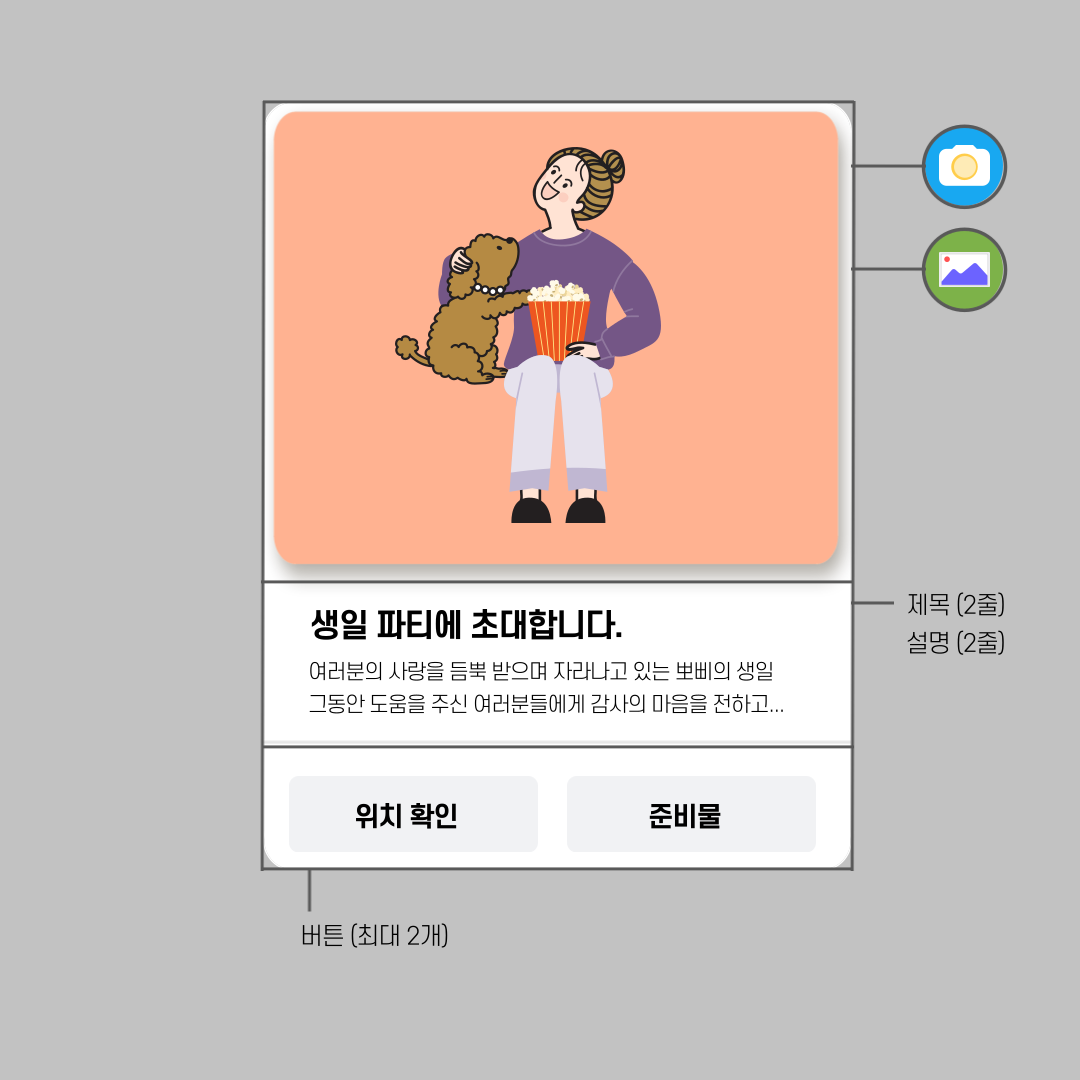 제목 (2줄)
설명 (2줄)
생일 파티에 초대합니다.
여러분의 사랑을 듬뿍 받으며 자라나고 있는 뽀삐의 생일
그동안 도움을 주신 여러분들에게 감사의 마음을 전하고...
위치 확인
준비물
버튼 (최대 2개)